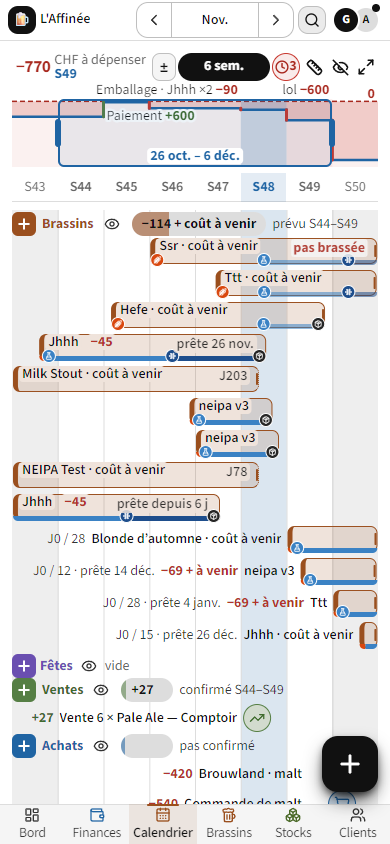 L'Affinée
Nov.
G
A
−770 CHF à dépenser
S49
±
6 sem.
3
Emballage · Jhhh ×2 −90
lol −600
0
Paiement +600
26 oct. – 6 déc.
S43 S44 S45 S46 S47 S48 S49 S50
Brassins
−114 + coût à venir
prévu S44–S49
Ssr · coût à venir
pas brassée
Ttt · coût à venir
Hefe · coût à venir
Jhhh −45
prête 26 nov.
Milk Stout · coût à venir
J203
neipa v3
neipa v3
NEIPA Test · coût à venir
J78
Jhhh −45
prête depuis 6 j
J0 / 28 Blonde d'automne · coût à venir
J0 / 12 · prête 14 déc. −69 + à venir neipa v3
J0 / 28 · prête 4 janv. −69 + à venir Ttt
J0 / 15 · prête 26 déc. Jhhh · coût à venir
Fêtes
vide
Ventes
+27
confirmé S44–S49
+27 Vente 6 × Pale Ale — Comptoir
Achats
pas confirmé
−420 Brouwland · malt
−540 Commande de malt
Bord
Finances
Calendrier
Brassins
Stocks
Clients